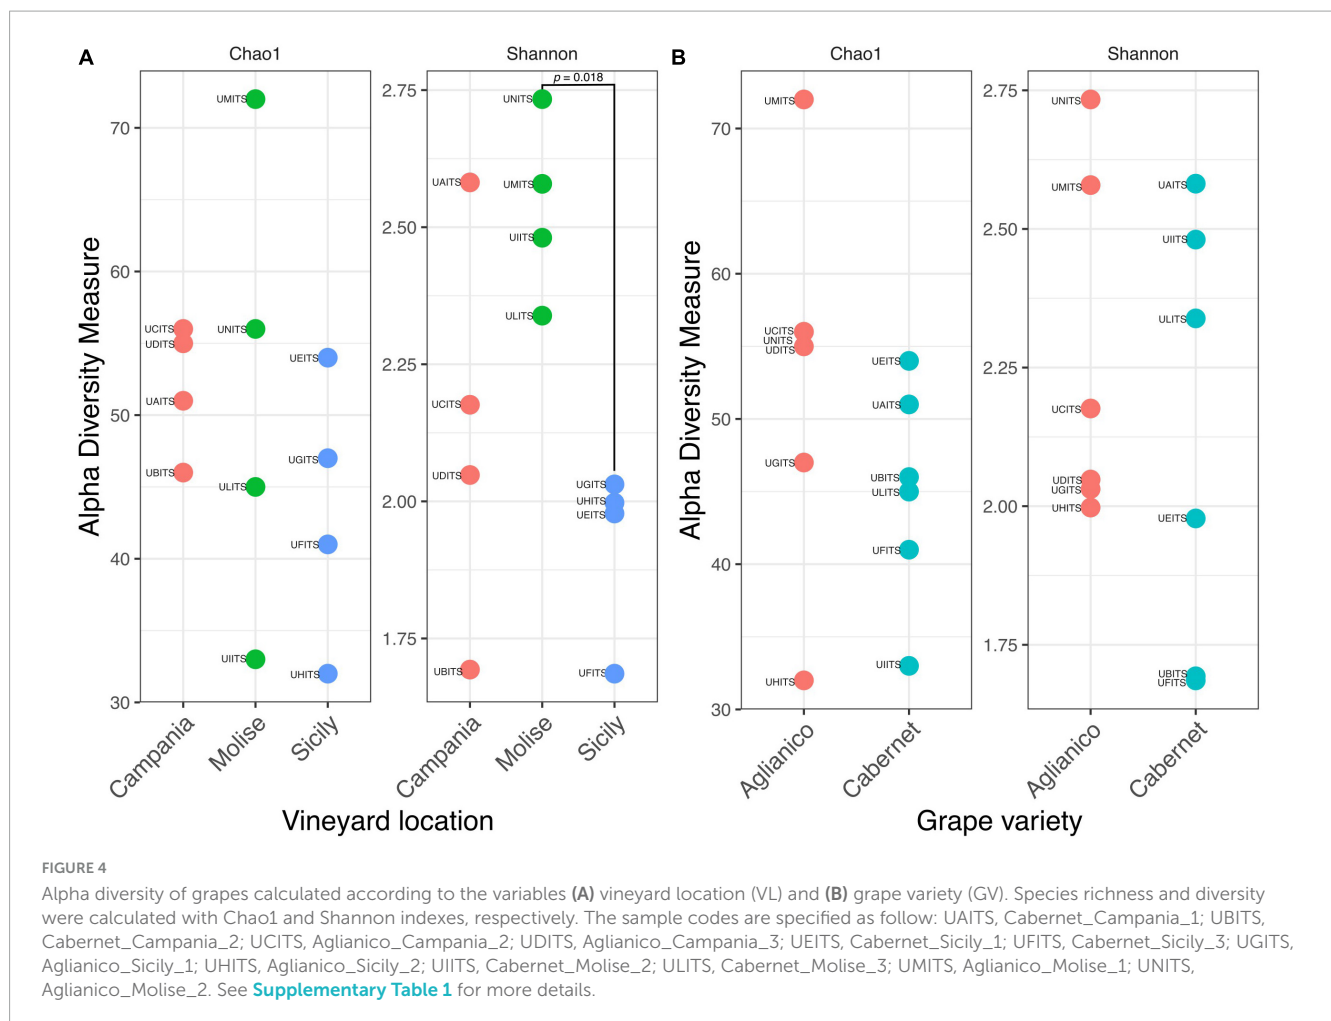 A
Chao1
Shannon
Alpha Diversity Measure
70
60
50
40
30
UMITS
UCITS
UNITS
UDITS
UEITS
UAITS
UGITS
UBITS
ULITS
UFITS
UIITS
UHITS
Campania
Molise
Sicily
2.75
2.50
2.25
2.00
1.75
p = 0.018
UNITS
UAITS
UMITS
UIITS
ULITS
UCITS
UDITS
UGITS
UHITS
UEITS
UBITS
UFITS
Campania
Molise
Sicily
Vineyard location
B
Chao1
Shannon
Alpha Diversity Measure
70
60
50
40
30
UMITS
UCITS
UNITS
UDITS
UEITS
UAITS
UGITS
UBITS
ULITS
UFITS
UIITS
UHITS
Aglianico
Cabernet
2.75
2.50
2.25
2.00
1.75
UNITS
UMITS
UAITS
UIITS
ULITS
UCITS
UDITS
UGITS
UHITS
UEITS
UBITS
UFITS
Aglianico
Cabernet
Grape variety
FIGURE 4
Alpha diversity of grapes calculated according to the variables (A) vineyard location (VL) and (B) grape variety (GV). Species richness and diversity
were calculated with Chao1 and Shannon indexes, respectively. The sample codes are specified as follow: UAITS, Cabernet_Campania_1; UBITS,
Cabernet_Campania_2; UCITS, Aglianico_Campania_2; UDITS, Aglianico_Campania_3; UEITS, Cabernet_Sicily_1; UFITS, Cabernet_Sicily_3; UGITS,
Aglianico_Sicily_1; UHITS, Aglianico_Sicily_2; UIITS, Cabernet_Molise_2; ULITS, Cabernet_Molise_3; UMITS, Aglianico_Molise_1; UNITS,
Aglianico_Molise_2. See Supplementary Table 1 for more details.